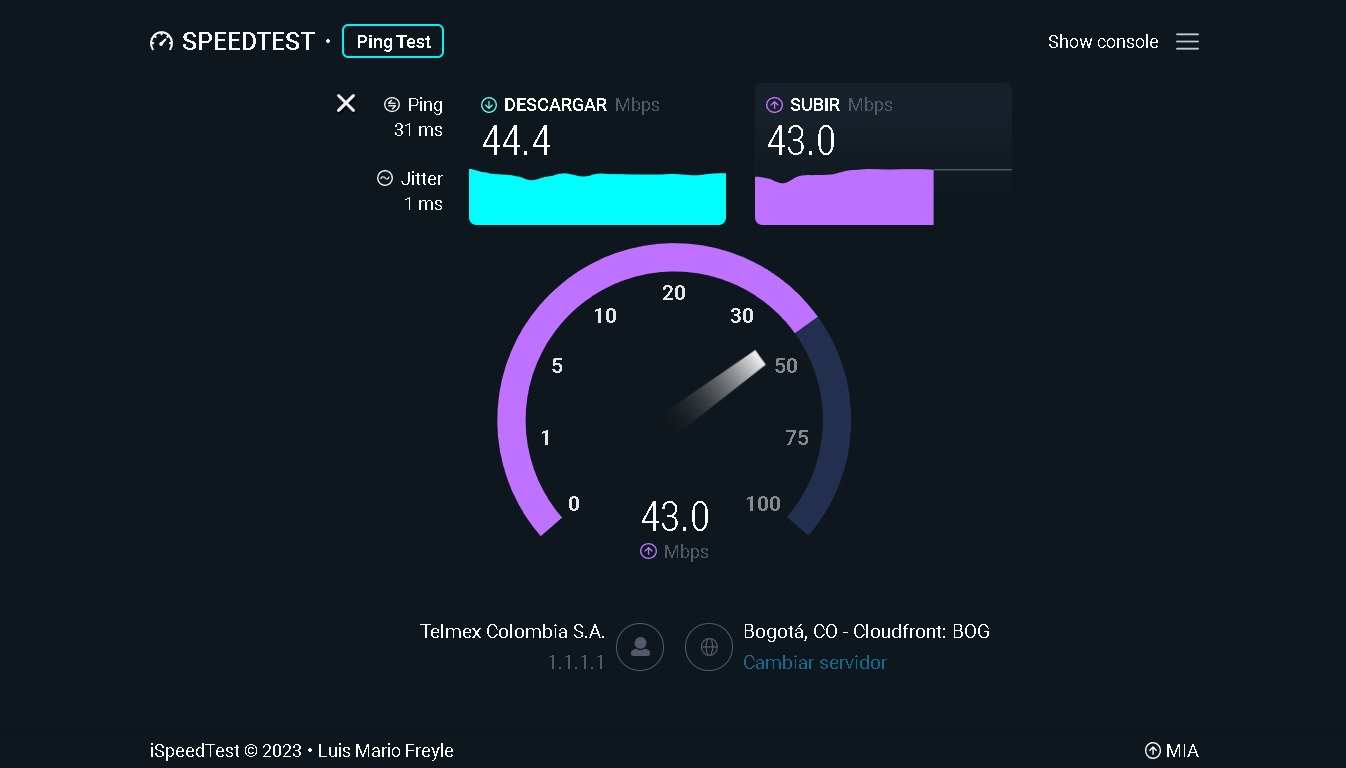 SPEEDTEST · Ping Test
Show console
Ping
31 ms
Jitter
1 ms
DESCARGAR Mbps
44.4
SUBIR Mbps
43.0
0
1
5
10
20
30
50
75
100
43.0
Mbps
Telmex Colombia S.A.
1.1.1.1
Bogotá, CO - Cloudfront: BOG
Cambiar servidor
iSpeedTest © 2023 • Luis Mario Freyle
MIA